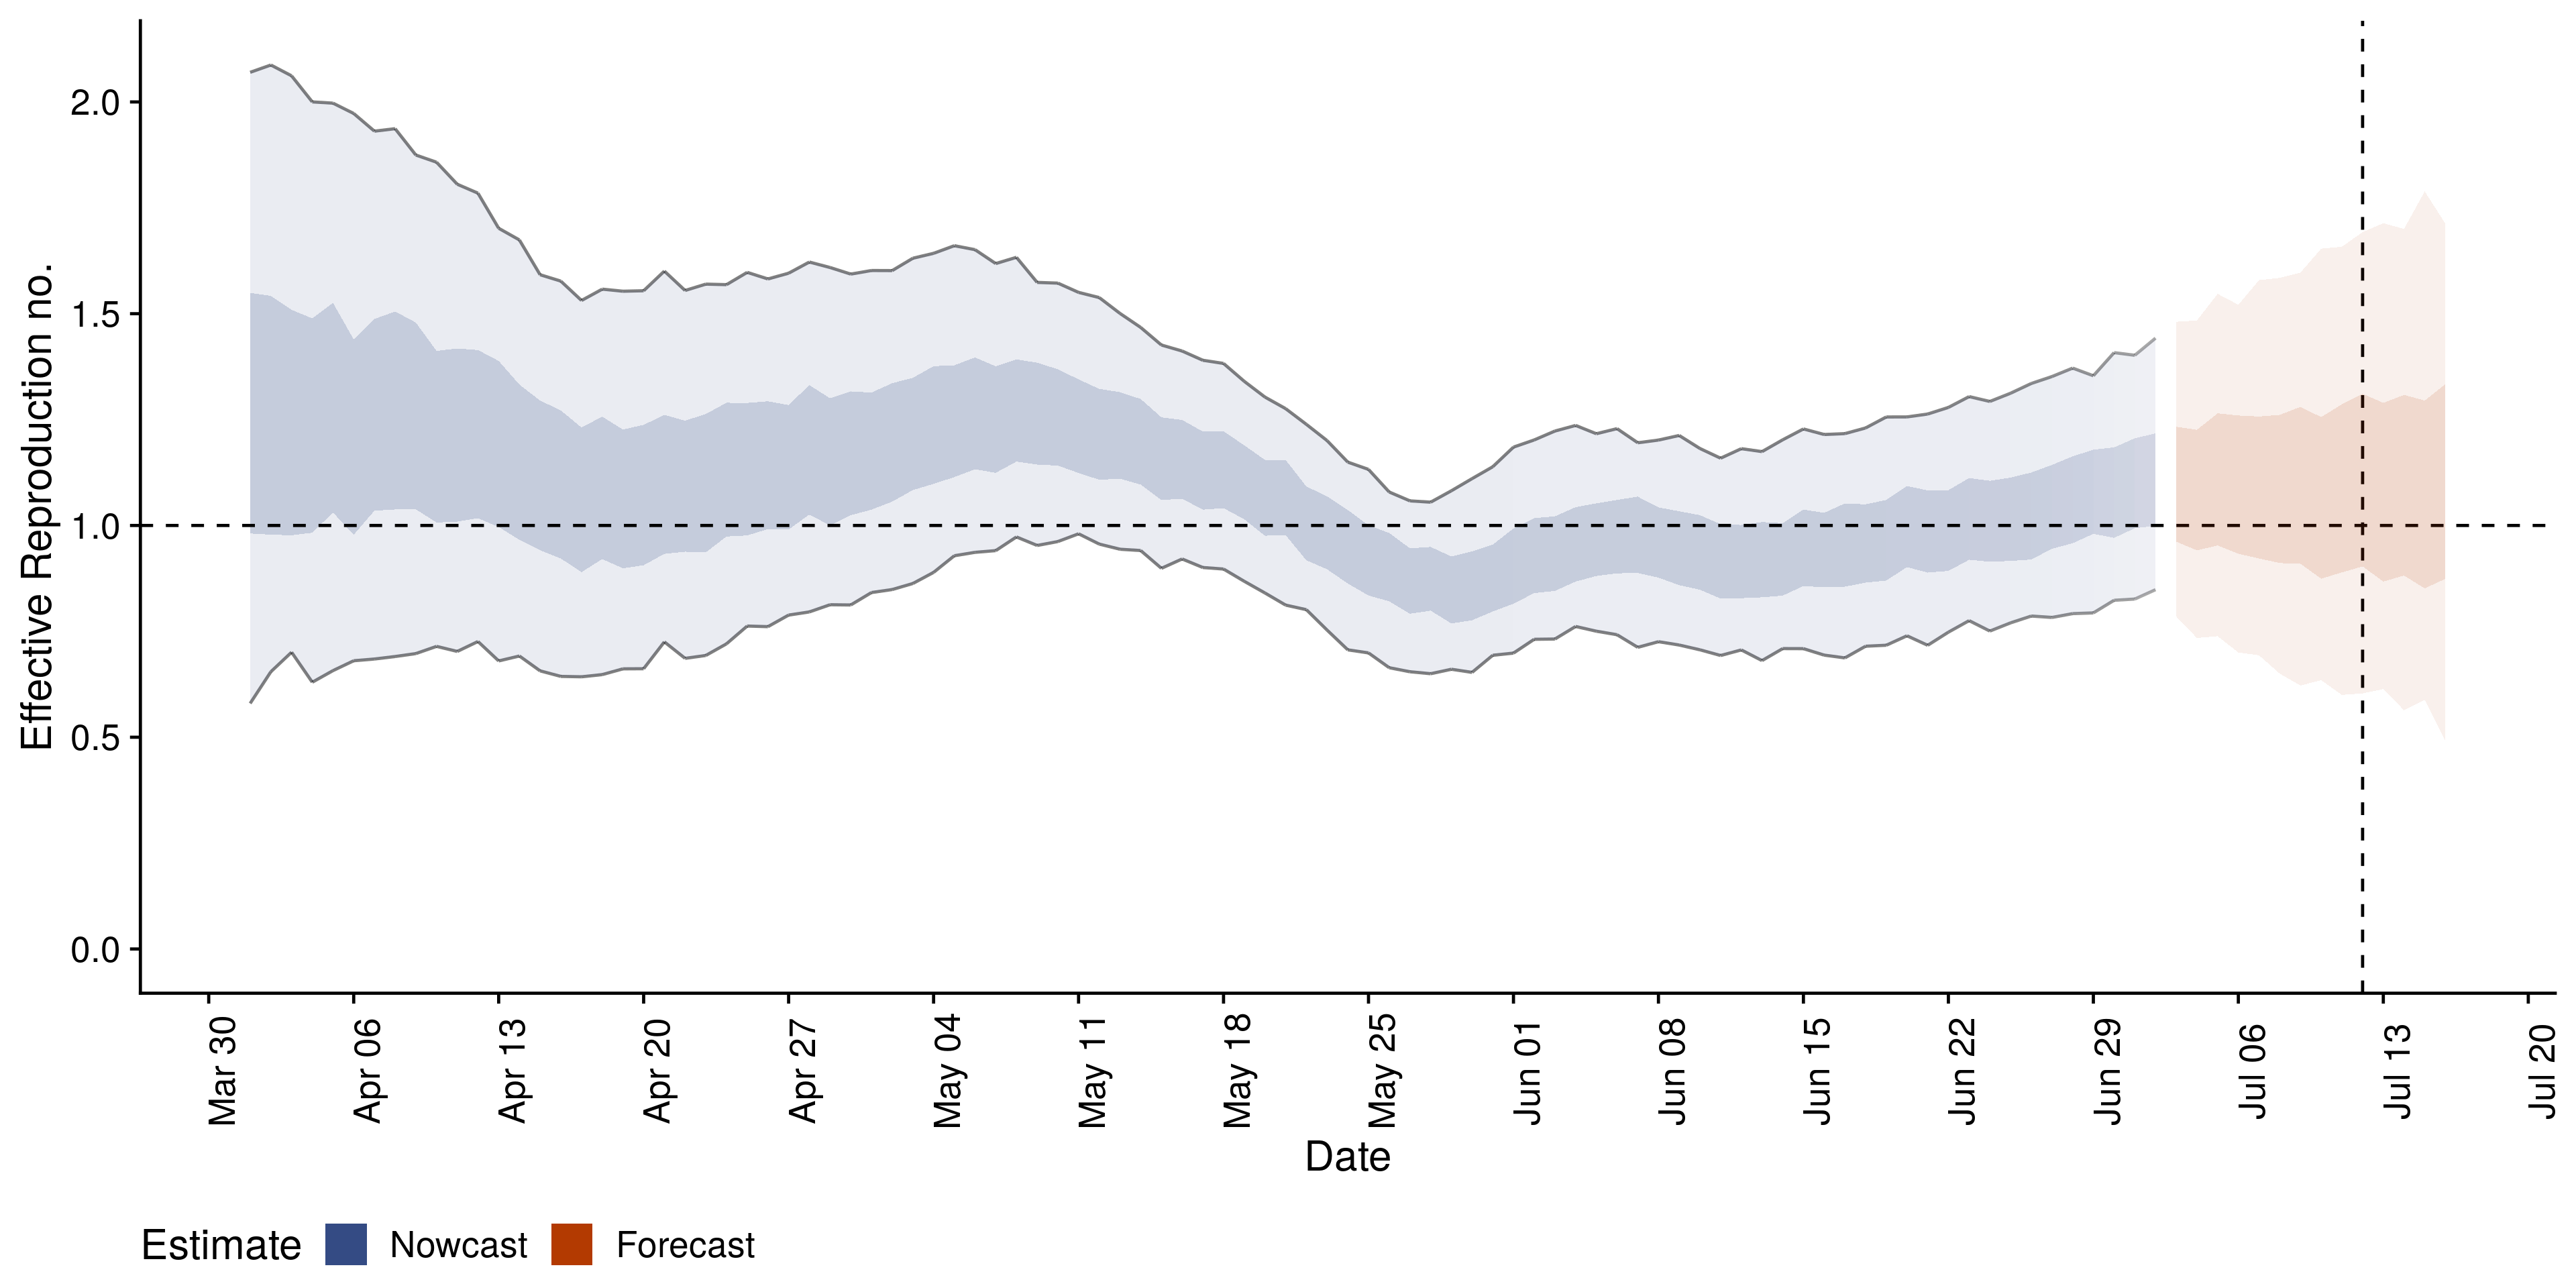 Effective Reproduction no.
2.0
1.5
1.0
0.5
0.0
Mar 30
Apr 06
Apr 13
Apr 20
Apr 27
May 04
May 11
May 18
May 25
Jun 01
Jun 08
Jun 15
Jun 22
Jun 29
Jul 06
Jul 13
Jul 20
Date
Estimate Nowcast Forecast